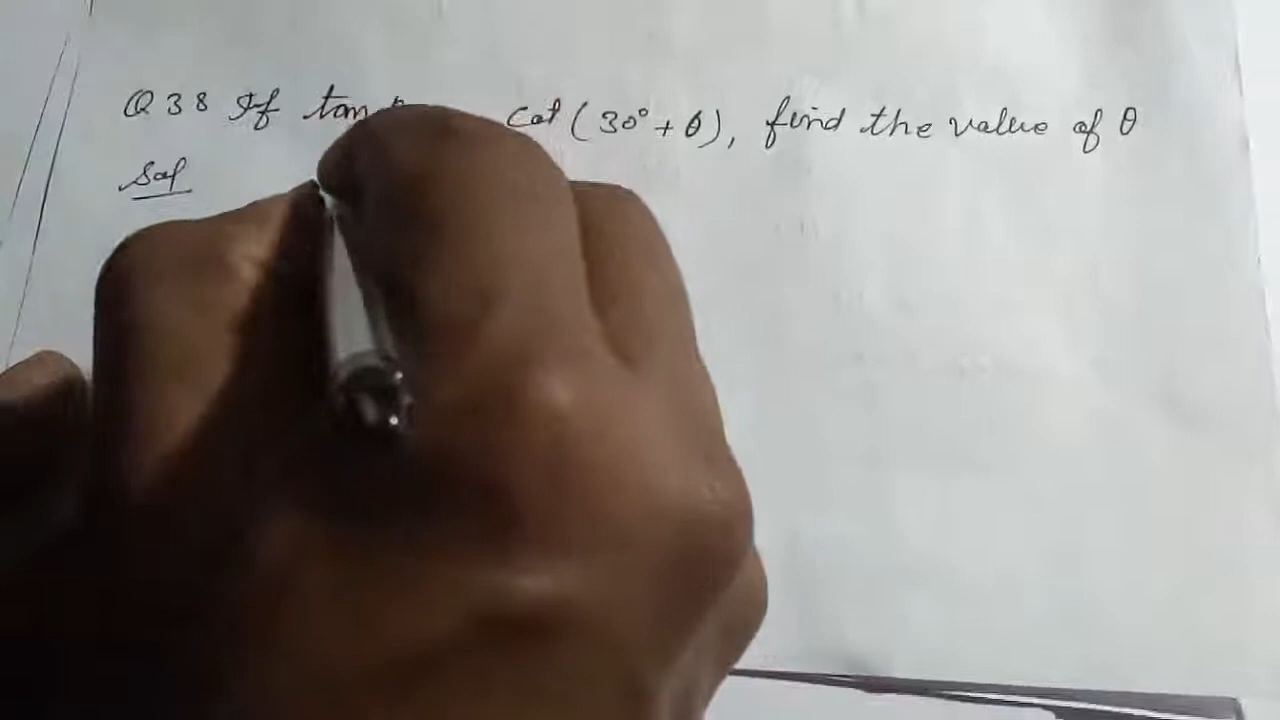 Q 38 If tan cot (30° + θ), find the value of θ
Sol